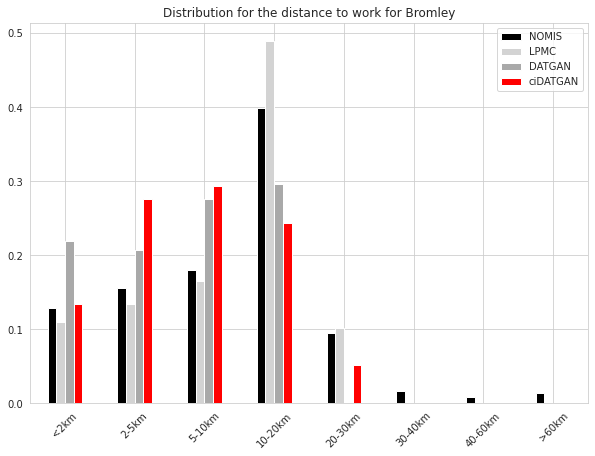 Distribution for the distance to work for Bromley
NOMIS
LPMC
DATGAN
ciDATGAN
0.5
0.4
0.3
0.2
0.1
0.0
<2km
2-5km
5-10km
10-20km
20-30km
30-40km
40-60km
>60km